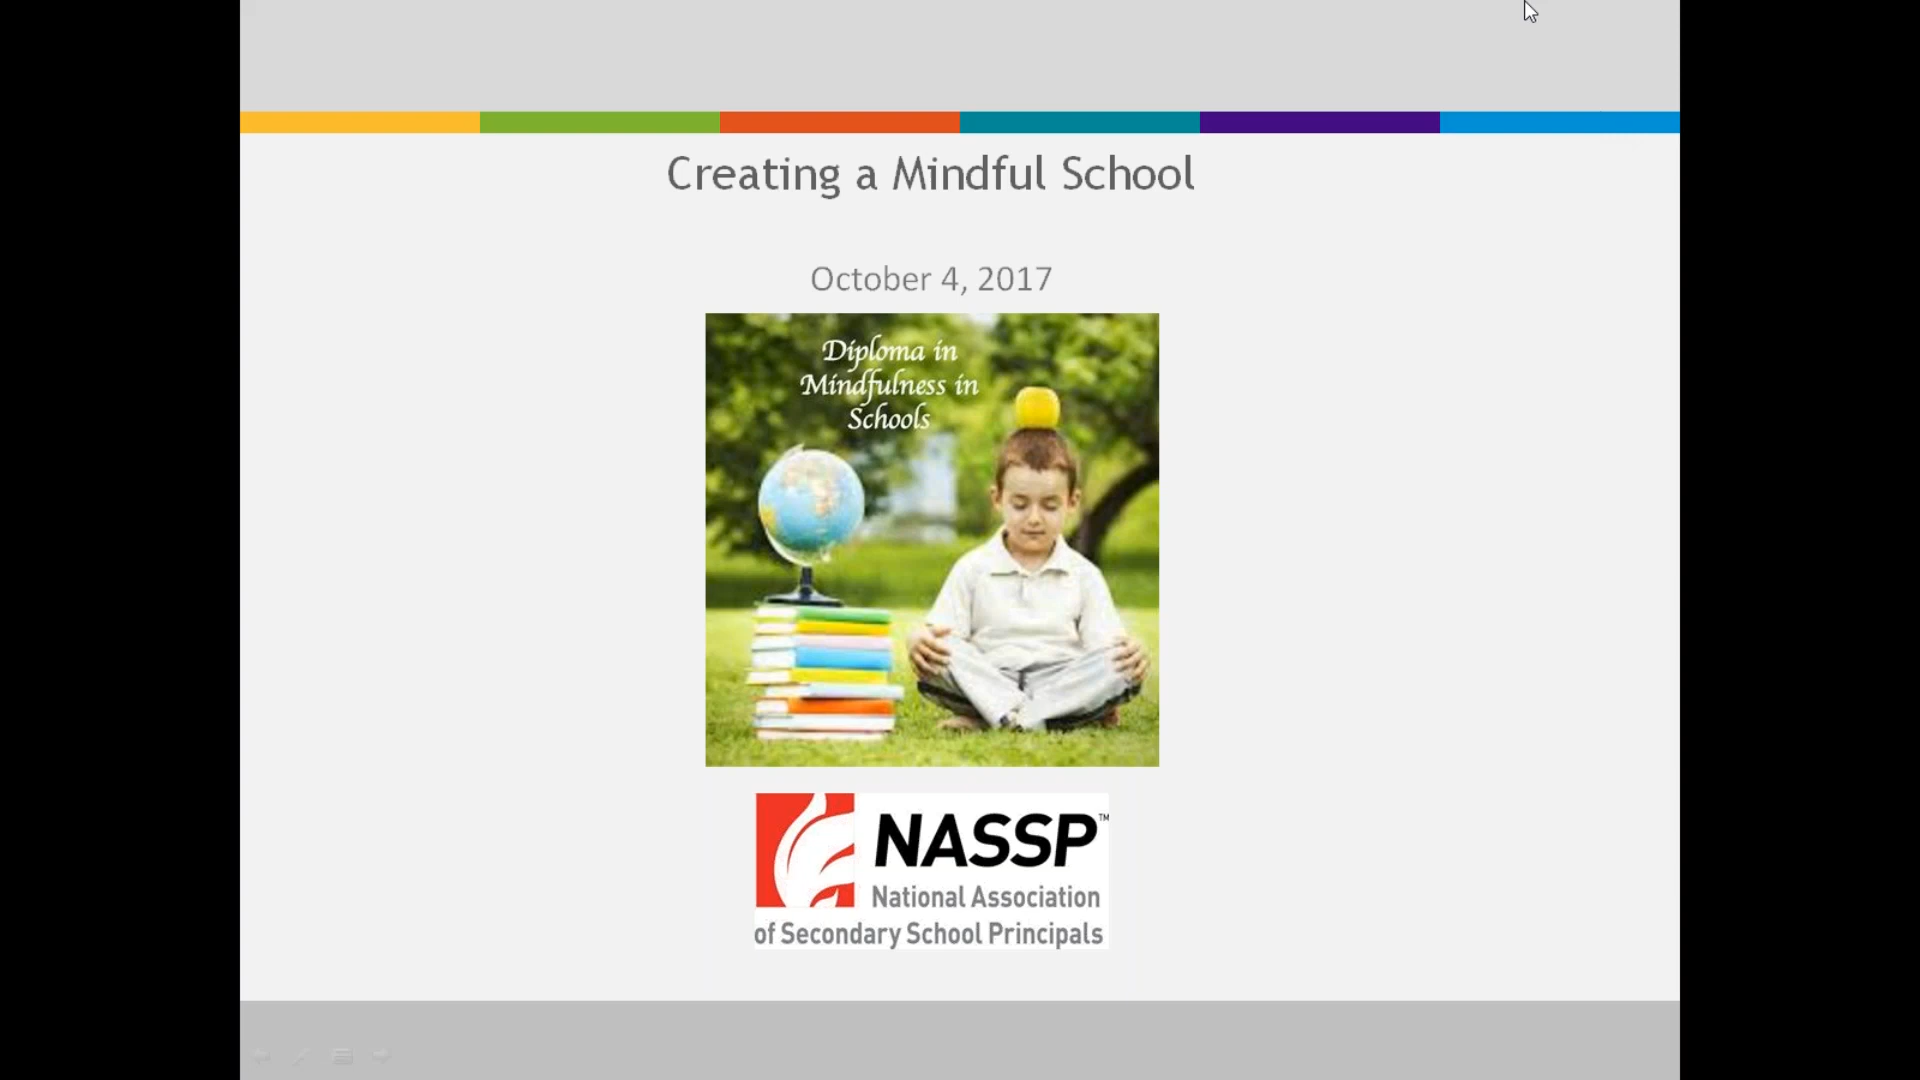 Creating a Mindful School
October 4, 2017
Diploma in
Mindfulness in
Schools
NASSP™
National Association
of Secondary School Principals